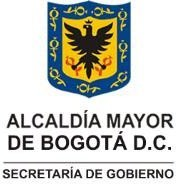 ALCALDÍA MAYOR
DE BOGOTÁ D.C.
SECRETARÍA DE GOBIERNO